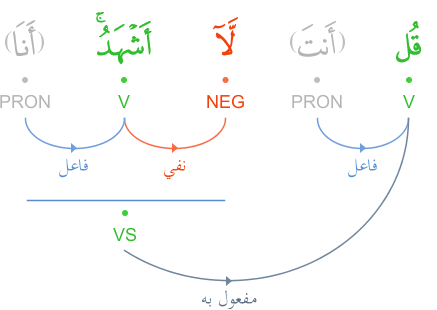 قُل (أَنتَ) لَّآ أَشْهَدُ ۚ (أَنَا)
V PRON NEG V PRON
فاعل نفي فاعل
VS
مفعول به